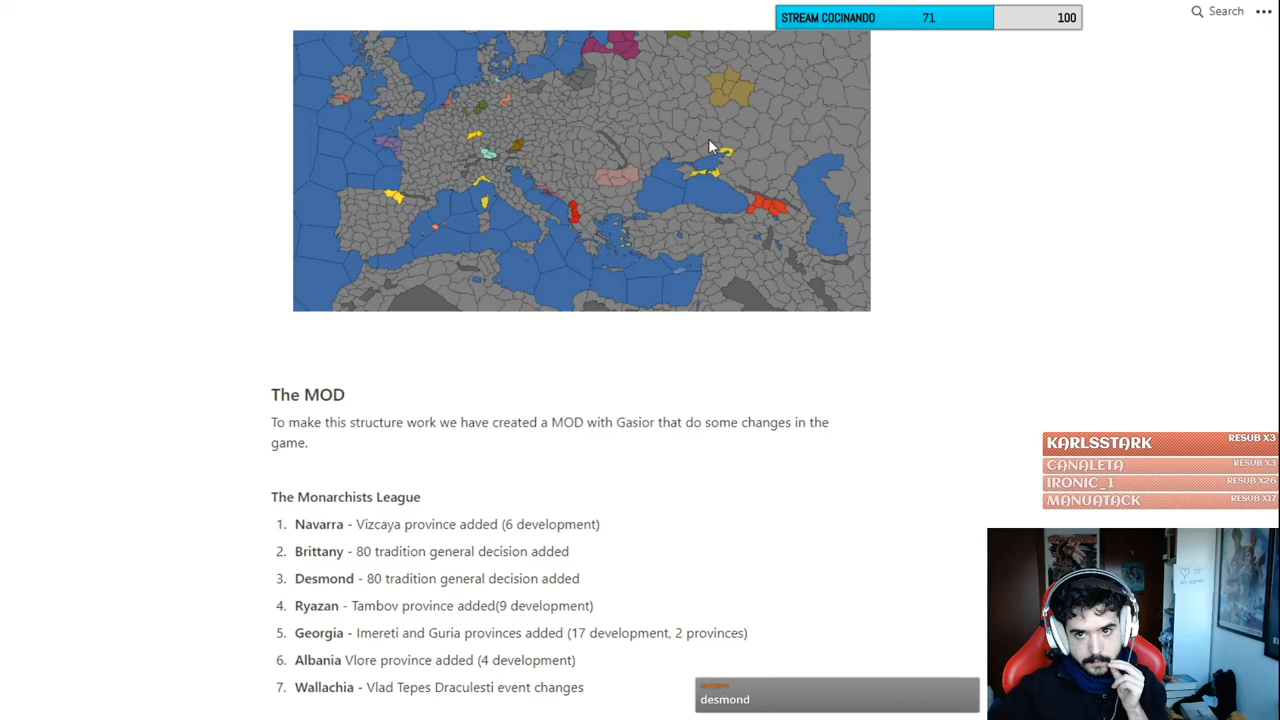 STREAM COCINANDO 71 100
Search
The MOD
To make this structure work we have created a MOD with Gasior that do some changes in the
game.
KARLSSTARK RESUB X3
CANALETA RESUB X3
IRONIC_1 RESUB X26
MANUATACK RESUB X17
The Monarchists League
1. Navarra - Vizcaya province added (6 development)
2. Brittany - 80 tradition general decision added
3. Desmond - 80 tradition general decision added
4. Ryazan - Tambov province added(9 development)
5. Georgia - Imereti and Guria provinces added (17 development, 2 provinces)
6. Albania Vlore province added (4 development)
7. Wallachia - Vlad Tepes Draculesti event changes
desmond